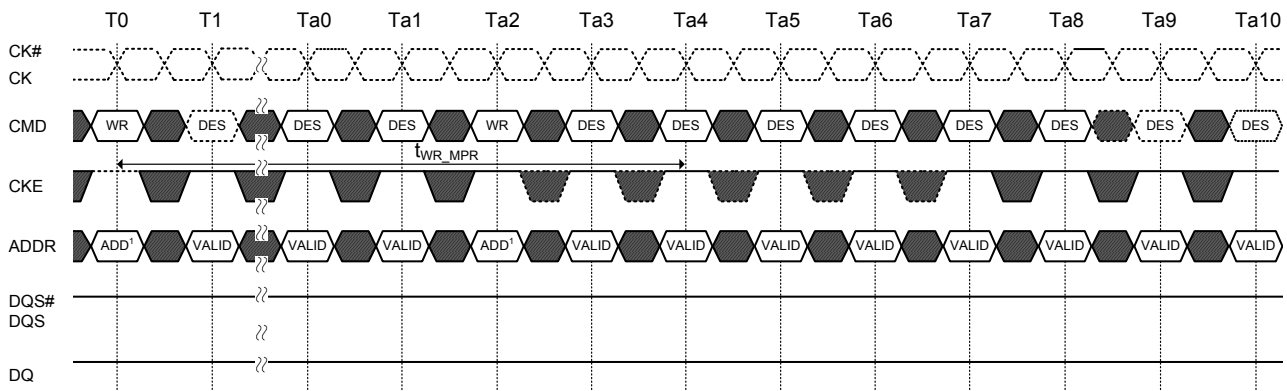 T0 T1 Ta0 Ta1 Ta2 Ta3 Ta4 Ta5 Ta6 Ta7 Ta8 Ta9 Ta10
CK#
CK
CMD WR DES DES DES WR DES DES DES DES DES DES DES DES
tWR_MPR
CKE
ADDR ADD¹ VALID VALID VALID ADD¹ VALID VALID VALID VALID VALID VALID VALID VALID
DQS#
DQS
DQ